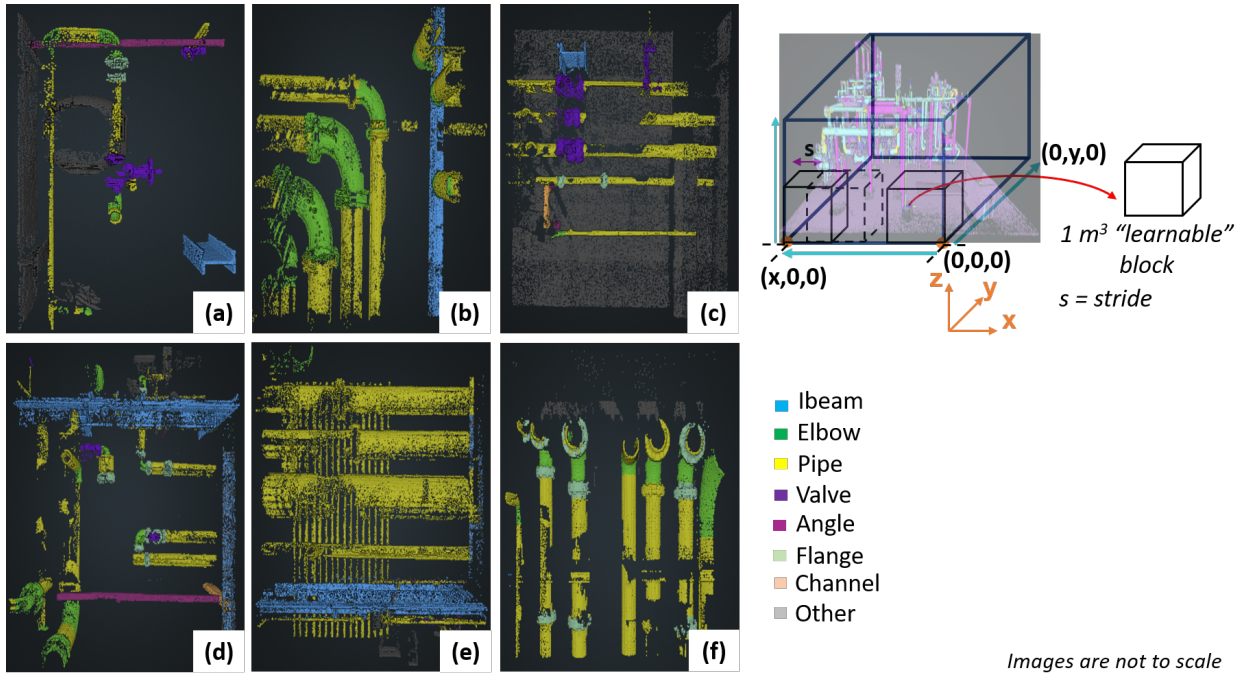 (a)
(b)
(c)
s
(0,y,0)
(x,0,0)
(0,0,0)
z
y
x
1 m³ “learnable”
block
s = stride
(d)
(e)
(f)
Ibeam
Elbow
Pipe
Valve
Angle
Flange
Channel
Other
Images are not to scale